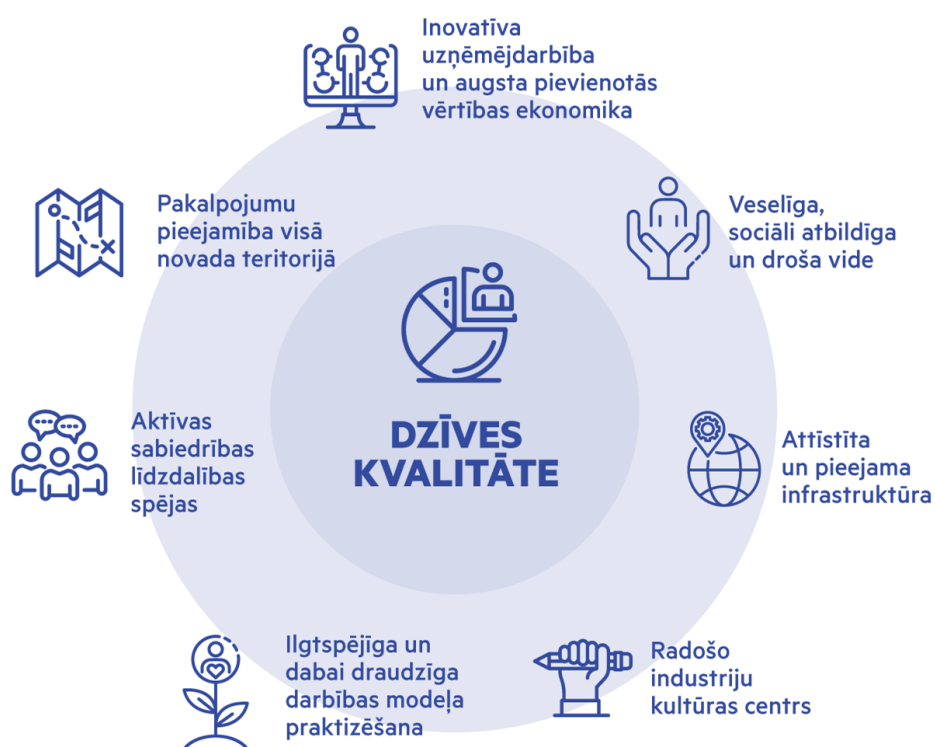 Inovatīva
uzņēmējdarbība
un augsta pievienotās
vērtības ekonomika
Veselīga,
sociāli atbildīga
un droša vide
Attīstīta
un pieejama
infrastruktūra
Radošo
industriju
kultūras centrs
Ilgtspējīga un
dabai draudzīga
darbības modeļa
praktizēšana
Aktīvas
sabiedrības
līdzdalības
spējas
Pakalpojumu
pieejamība visā
novada teritorijā
DZĪVES
KVALITĀTE